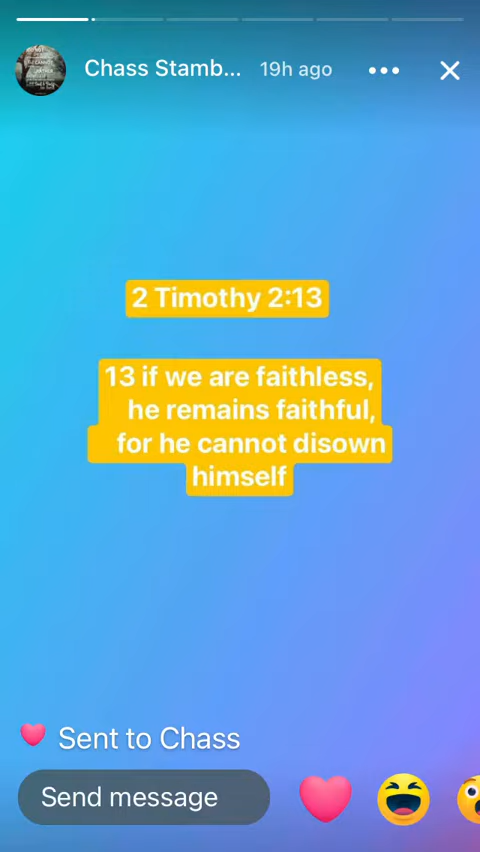 Chass Stamb... 19h ago
2 Timothy 2:13
13 if we are faithless,
he remains faithful,
for he cannot disown
himself
Sent to Chass
Send message